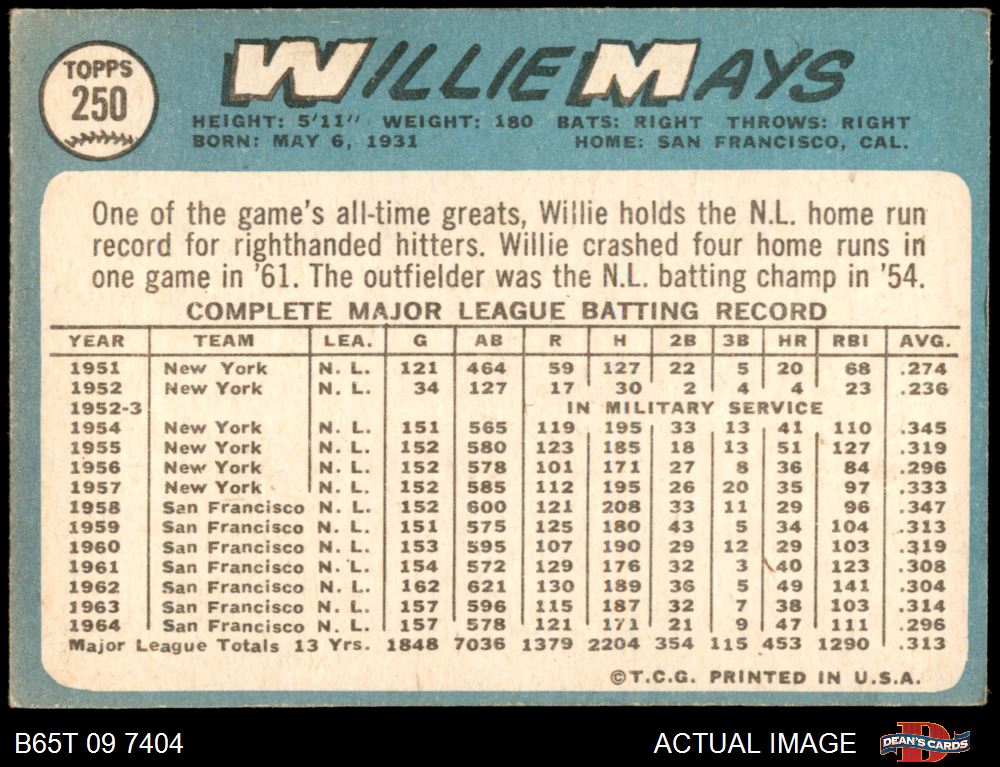 TOPPS
250
WILLIE MAYS
HEIGHT: 5'11" WEIGHT: 180 BATS: RIGHT THROWS: RIGHT
BORN: MAY 6, 1931 HOME: SAN FRANCISCO, CAL.
One of the game's all-time greats, Willie holds the N.L. home run
record for righthanded hitters. Willie crashed four home runs in
one game in '61. The outfielder was the N.L. batting champ in '54.
COMPLETE MAJOR LEAGUE BATTING RECORD
YEAR TEAM LEA. G AB R H 2B 3B HR RBI AVG.
1951 New York N. L. 121 464 59 127 22 5 20 68 .274
1952 New York N. L. 34 127 17 30 2 4 4 23 .236
1952-3 IN MILITARY SERVICE
1954 New York N. L. 151 565 119 195 33 13 41 110 .345
1955 New York N. L. 152 580 123 185 18 13 51 127 .319
1956 New York N. L. 152 578 101 171 27 8 36 84 .296
1957 New York N. L. 152 585 112 195 26 20 35 97 .333
1958 San Francisco N. L. 152 600 121 208 33 11 29 96 .347
1959 San Francisco N. L. 151 575 125 180 43 5 34 104 .313
1960 San Francisco N. L. 153 595 107 190 29 12 29 103 .319
1961 San Francisco N. L. 154 572 129 176 32 3 40 123 .308
1962 San Francisco N. L. 162 621 130 189 36 5 49 141 .304
1963 San Francisco N. L. 157 596 115 187 32 7 38 103 .314
1964 San Francisco N. L. 157 578 121 171 21 9 47 111 .296
Major League Totals 13 Yrs. 1848 7036 1379 2204 354 115 453 1290 .313
©T.C.G. PRINTED IN U.S.A.
B65T 09 7404 ACTUAL IMAGE DEAN'S CARDS